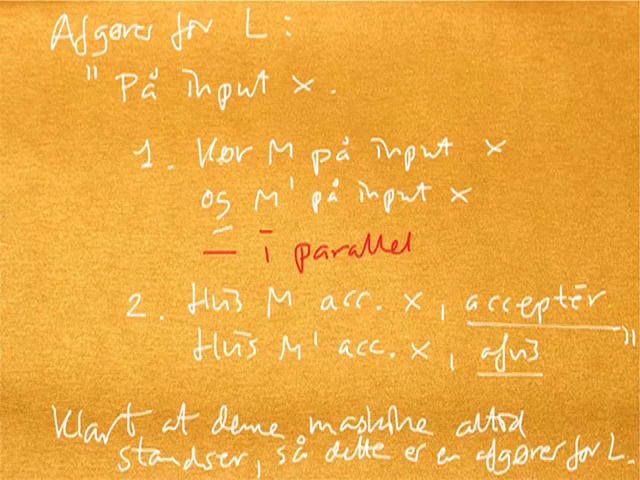 Afgører for L:
"På input x.
1. Kør M på input x
og M' på input x
— i parallel
2. Hvis M acc. x, acceptér
Hvis M' acc. x, afvis"
Klart at denne maskine altid
standser, så dette er en afgører for L.